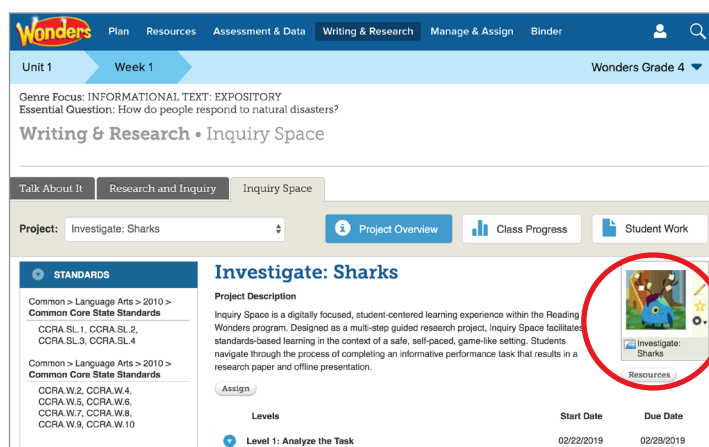 Wonders
Plan Resources Assessment & Data Writing & Research Manage & Assign Binder
Unit 1 Week 1 Wonders Grade 4
Genre Focus: INFORMATIONAL TEXT: EXPOSITORY
Essential Question: How do people respond to natural disasters?
Writing & Research • Inquiry Space
Talk About It Research and Inquiry Inquiry Space
Project: Investigate: Sharks Project Overview Class Progress Student Work
STANDARDS
Common > Language Arts > 2010 >
Common Core State Standards
CCRA.SL.1, CCRA.SL.2,
CCRA.SL.3, CCRA.SL.4
Common > Language Arts > 2010 >
Common Core State Standards
CCRA.W.2, CCRA.W.4,
CCRA.W.5, CCRA.W.6,
CCRA.W.7, CCRA.W.8,
CCRA.W.9, CCRA.W.10
Investigate: Sharks
Project Description
Inquiry Space is a digitally focused, student-centered learning experience within the Reading
Wonders program. Designed as a multi-step guided research project, Inquiry Space facilitates
standards-based learning in the context of a safe, self-paced, game-like setting. Students
navigate through the process of completing an informative performance task that results in a
research paper and offline presentation.
Assign
Investigate:
Sharks
Resources
Levels Start Date Due Date
Level 1: Analyze the Task 02/22/2019 02/28/2019